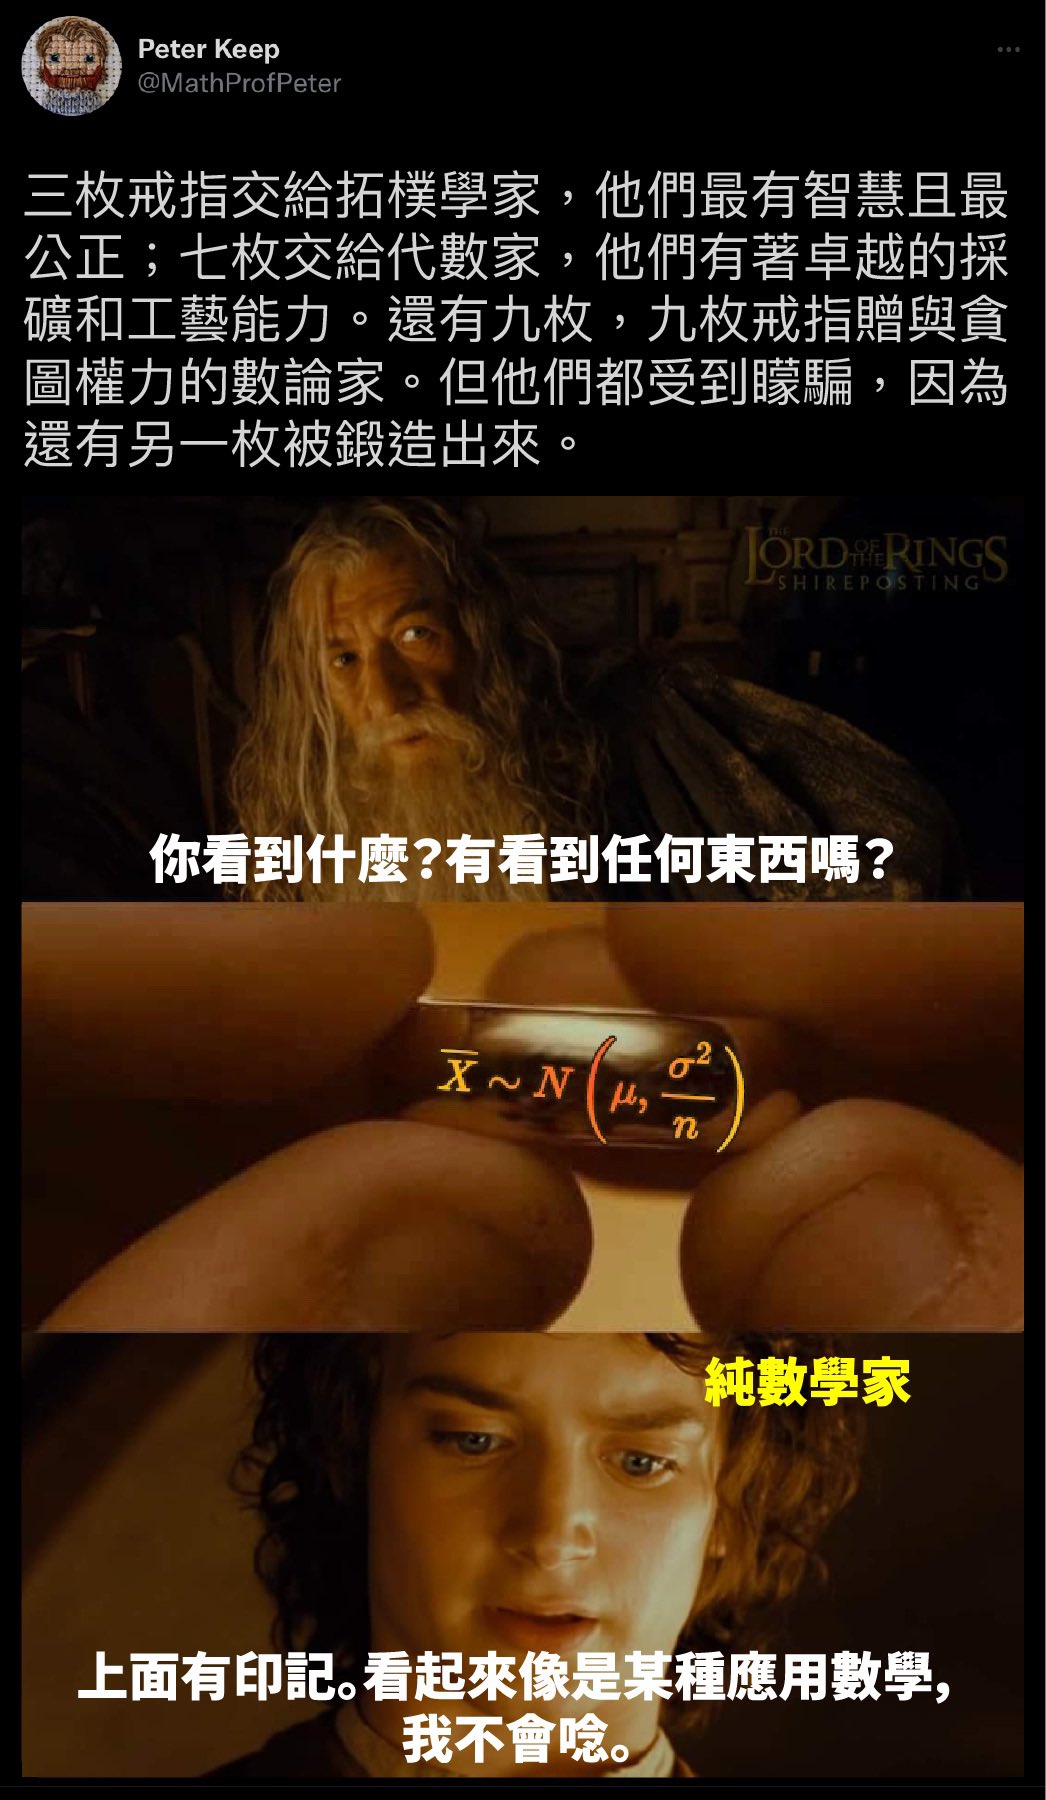 Peter Keep
@MathProfPeter
三枚戒指交給拓樸學家，他們最有智慧且最
公正；七枚交給代數家，他們有著卓越的採
礦和工藝能力。還有九枚，九枚戒指贈與貪
圖權力的數論家。但他們都受到矇騙，因為
還有另一枚被鍛造出來。
THE LORD OF THE RINGS
SHIREPOSTING
你看到什麼？有看到任何東西嗎？
X̅ ~ N(μ, σ²/n)
純數學家
上面有印記。看起來像是某種應用數學，
我不會唸。